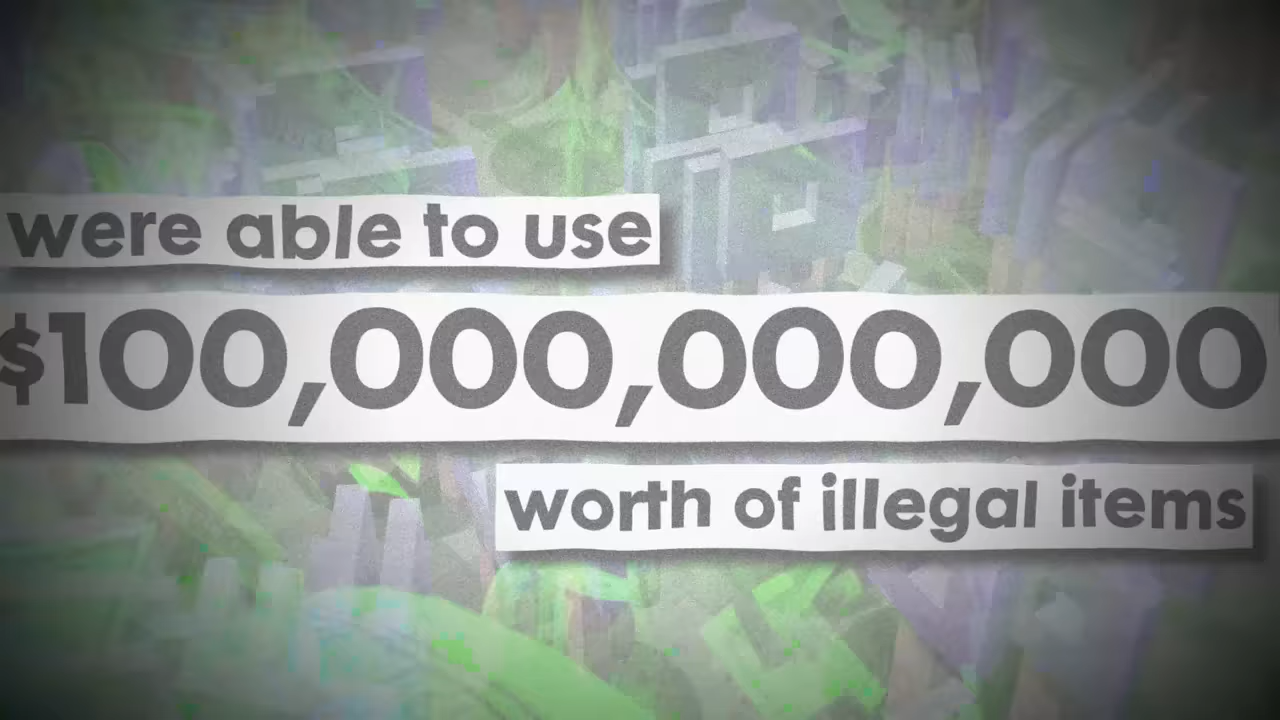 were able to use
$100,000,000,000
worth of illegal items